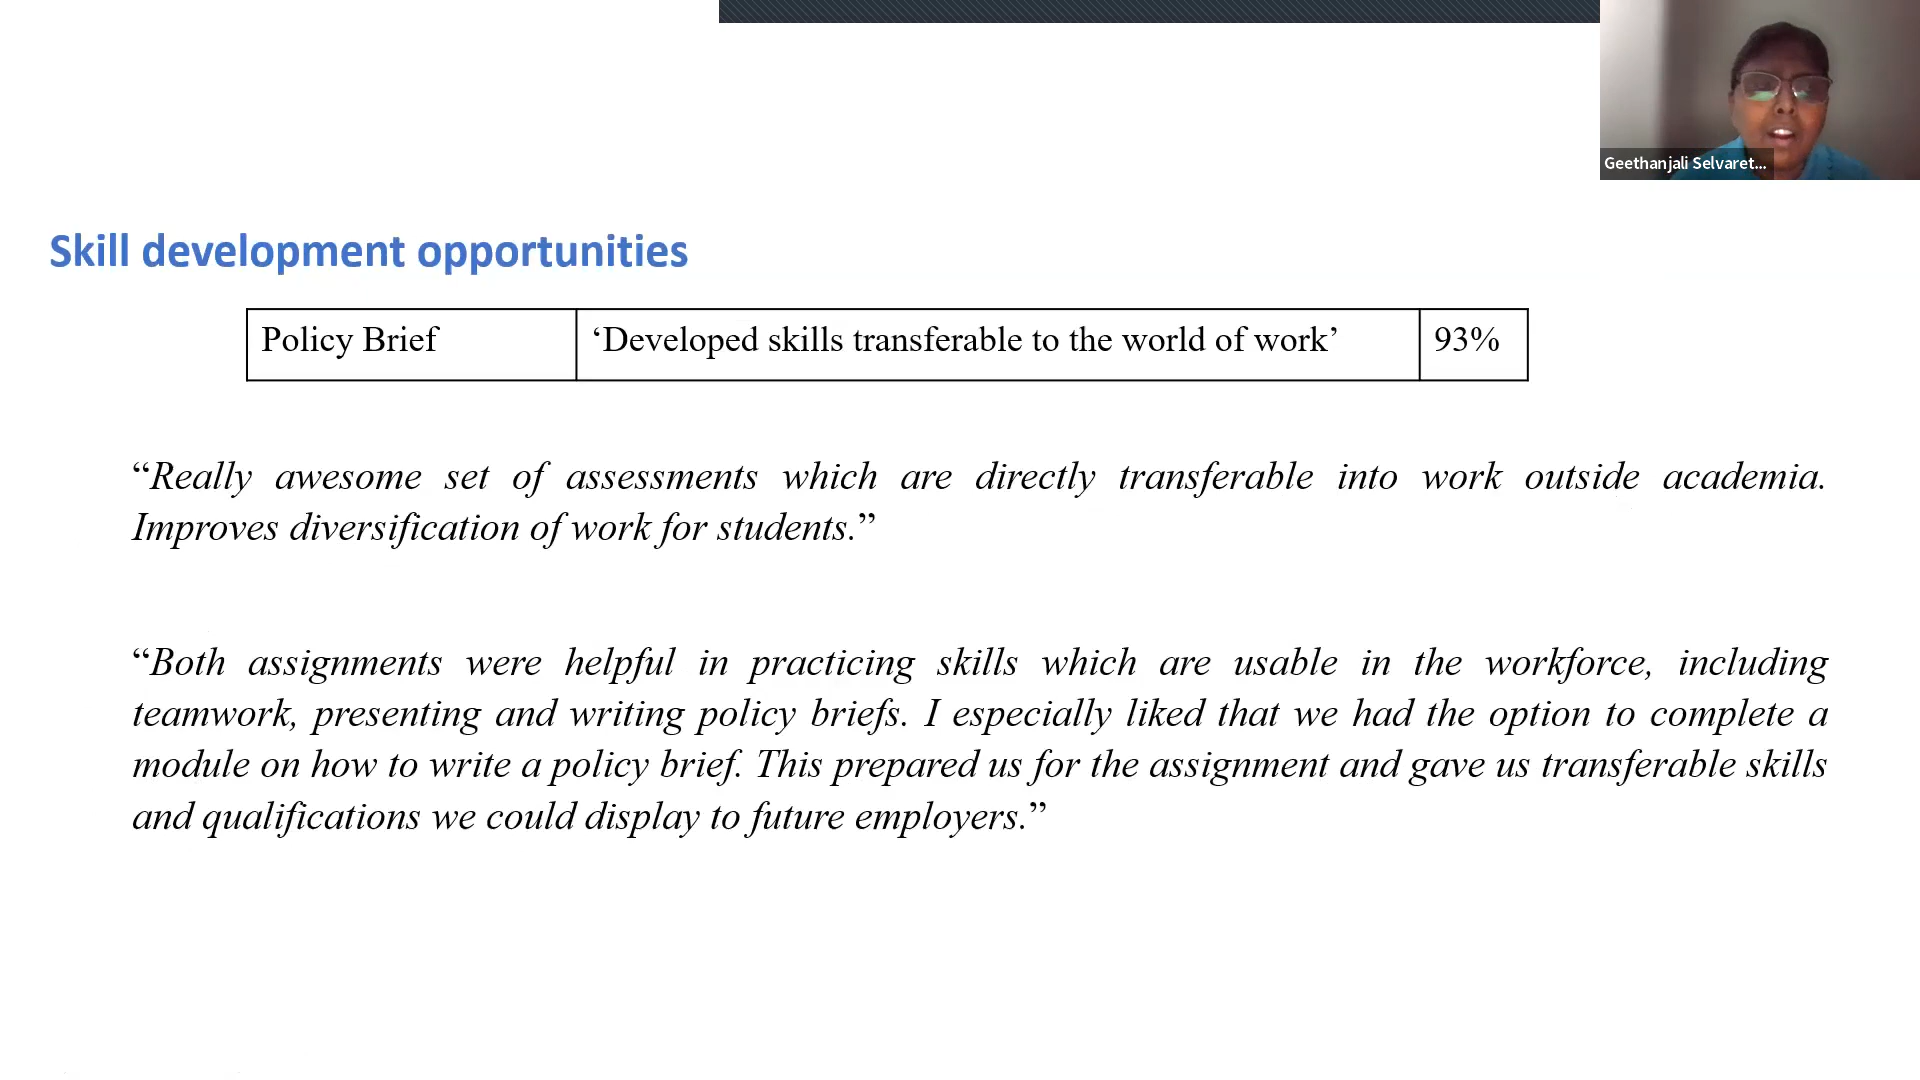 Geethanjali Selvaret...
Skill development opportunities
Policy Brief ‘Developed skills transferable to the world of work’ 93%
“Really awesome set of assessments which are directly transferable into work outside academia.
Improves diversification of work for students.”
“Both assignments were helpful in practicing skills which are usable in the workforce, including
teamwork, presenting and writing policy briefs. I especially liked that we had the option to complete a
module on how to write a policy brief. This prepared us for the assignment and gave us transferable skills
and qualifications we could display to future employers.”